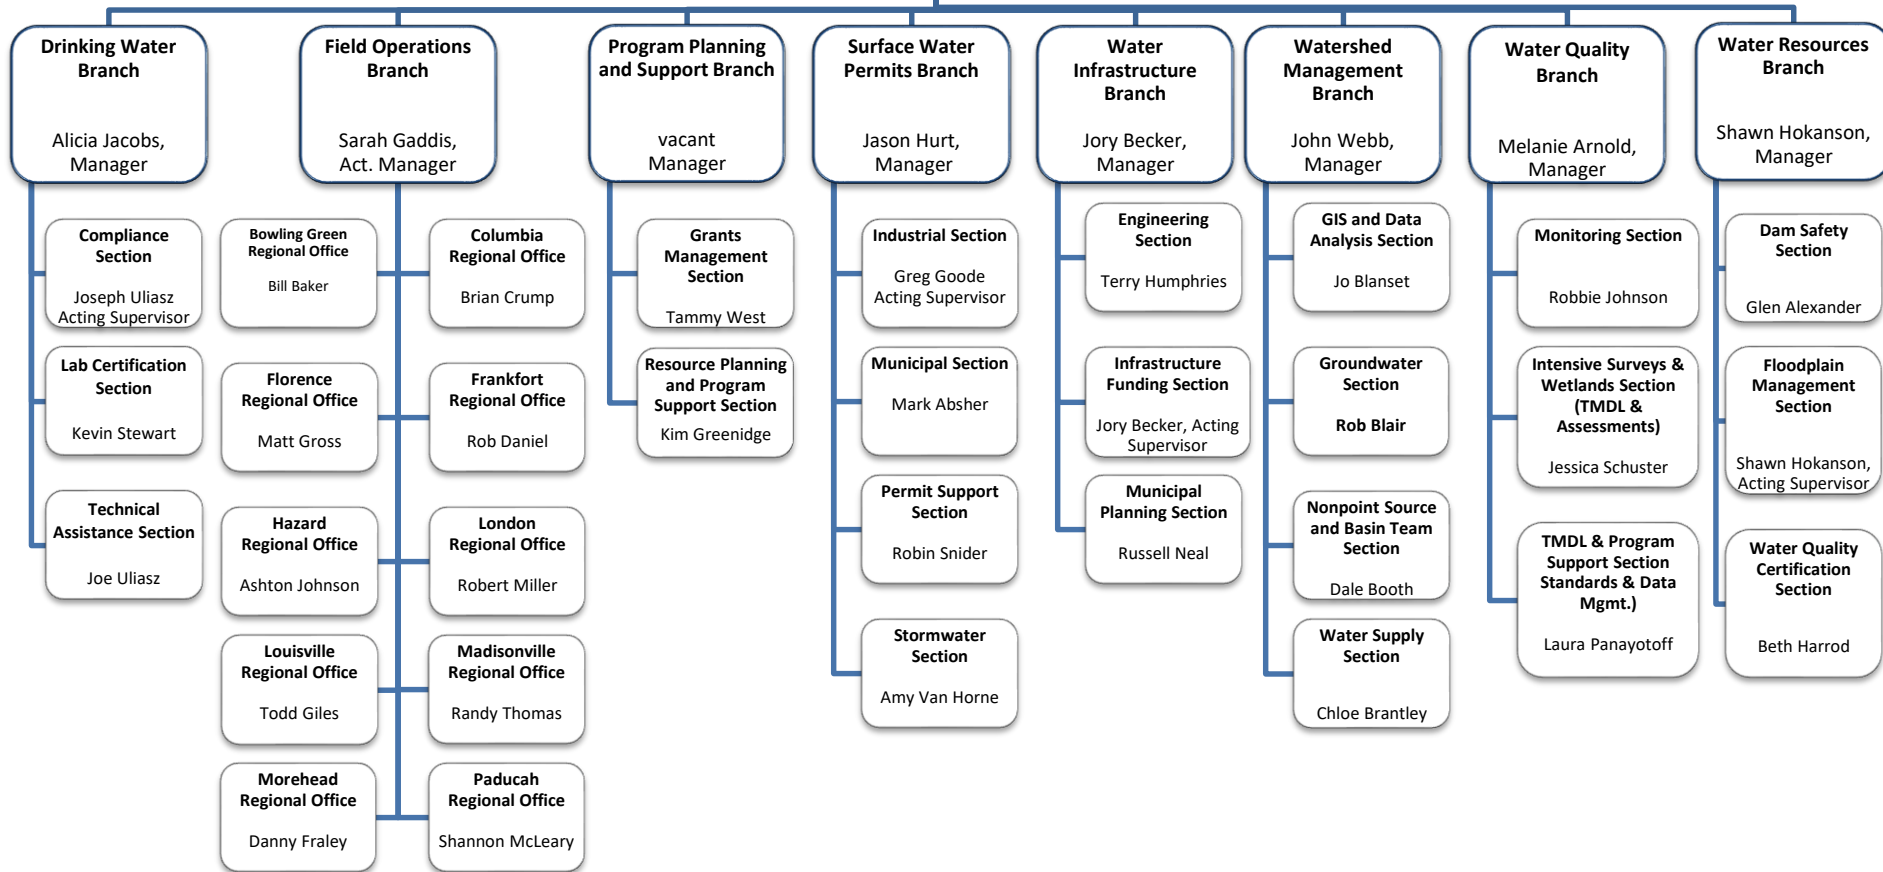 Drinking Water
Branch
Alicia Jacobs,
Manager
Compliance
Section
Joseph Uliasz
Acting Supervisor
Lab Certification
Section
Kevin Stewart
Technical
Assistance Section
Joe Uliasz
Field Operations
Branch
Sarah Gaddis,
Act. Manager
Bowling Green
Regional Office
Bill Baker
Columbia
Regional Office
Brian Crump
Florence
Regional Office
Matt Gross
Frankfort
Regional Office
Rob Daniel
Hazard
Regional Office
Ashton Johnson
London
Regional Office
Robert Miller
Louisville
Regional Office
Todd Giles
Madisonville
Regional Office
Randy Thomas
Morehead
Regional Office
Danny Fraley
Paducah
Regional Office
Shannon McLeary
Program Planning
and Support Branch
vacant
Manager
Grants
Management
Section
Tammy West
Resource Planning
and Program
Support Section
Kim Greenidge
Surface Water
Permits Branch
Jason Hurt,
Manager
Industrial Section
Greg Goode
Acting Supervisor
Municipal Section
Mark Absher
Permit Support
Section
Robin Snider
Stormwater
Section
Amy Van Horne
Water
Infrastructure
Branch
Jory Becker,
Manager
Engineering
Section
Terry Humphries
Infrastructure
Funding Section
Jory Becker, Acting
Supervisor
Municipal
Planning Section
Russell Neal
Watershed
Management
Branch
John Webb,
Manager
GIS and Data
Analysis Section
Jo Blanset
Groundwater
Section
Rob Blair
Nonpoint Source
and Basin Team
Section
Dale Booth
Water Supply
Section
Chloe Brantley
Water Quality
Branch
Melanie Arnold,
Manager
Monitoring Section
Robbie Johnson
Intensive Surveys &
Wetlands Section
(TMDL &
Assessments)
Jessica Schuster
TMDL & Program
Support Section
Standards & Data
Mgmt.)
Laura Panayotoff
Water Resources
Branch
Shawn Hokanson,
Manager
Dam Safety
Section
Glen Alexander
Floodplain
Management
Section
Shawn Hokanson,
Acting Supervisor
Water Quality
Certification
Section
Beth Harrod